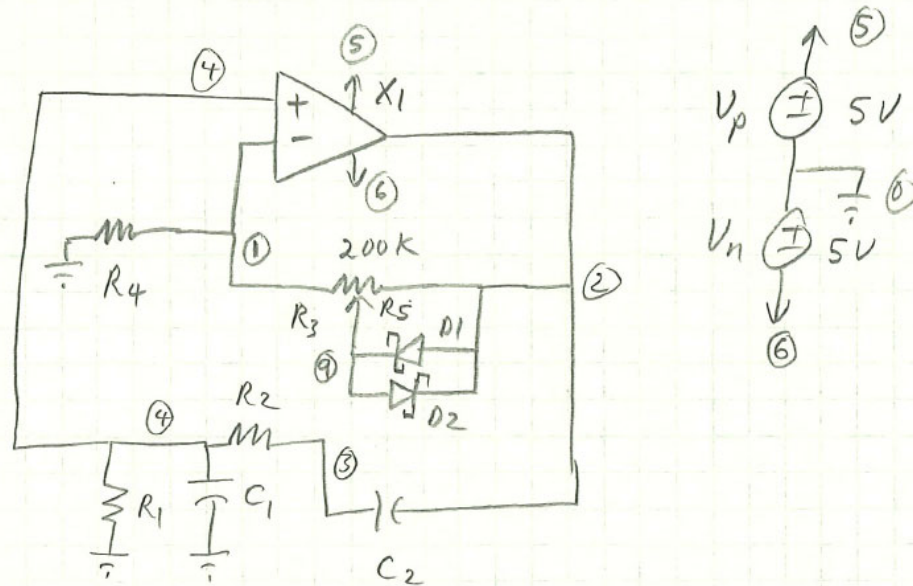 ⑤
④
X1
+
−
⑥
①
200K
R4
R3
R5
D1
②
⑨
D2
④
R2
③
R1
C1
C2
⑤
Vp
±
5V
⓪
Vn
±
5V
⑥